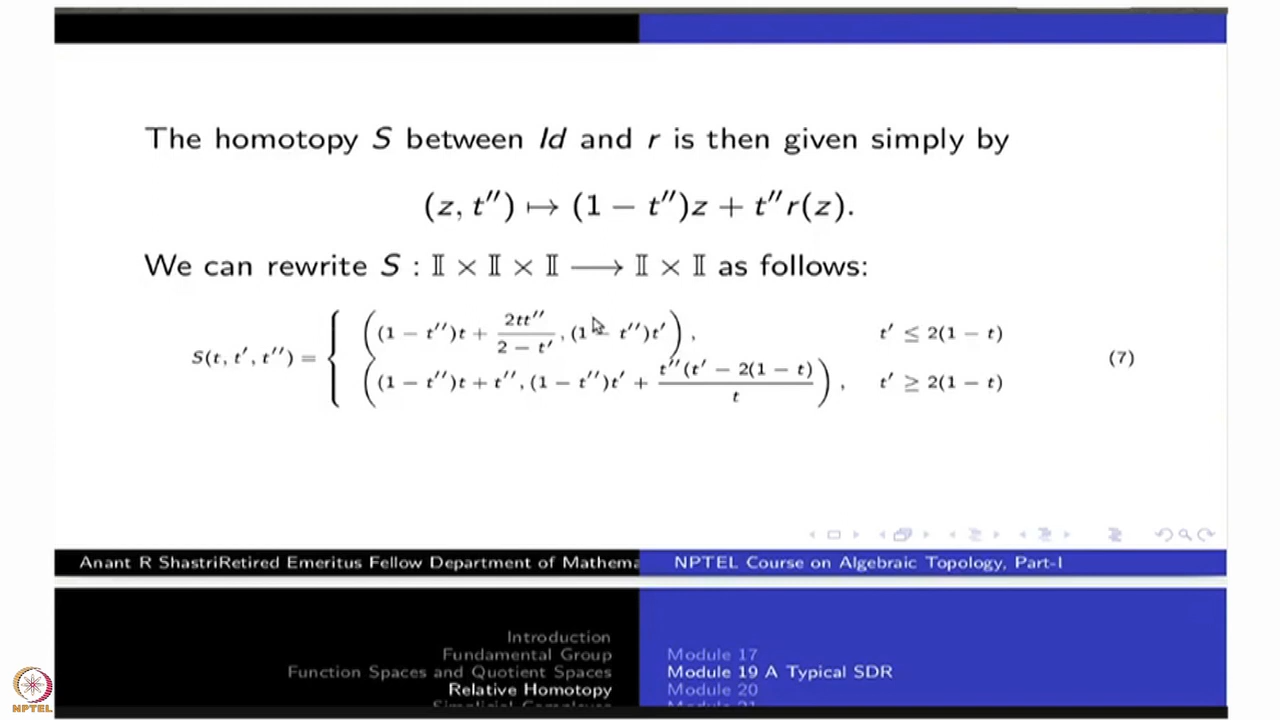 The homotopy S between Id and r is then given simply by
(z, t′′) ↦ (1 − t′′)z + t′′r(z).
We can rewrite S : 𝕀 × 𝕀 × 𝕀 ⟶ 𝕀 × 𝕀 as follows:
S(t, t′, t′′) = { ((1 − t′′)t + 2tt′′/(2 − t′), (1 − t′′)t′), t′ ≤ 2(1 − t)
((1 − t′′)t + t′′, (1 − t′′)t′ + t′′(t′ − 2(1 − t)/t), t′ ≥ 2(1 − t) (7)
Anant R ShastriRetired Emeritus Fellow Department of Mathema NPTEL Course on Algebraic Topology, Part-I
Introduction
Fundamental Group
Function Spaces and Quotient Spaces
Relative Homotopy
Simplicial Complexes
Module 17
Module 19 A Typical SDR
Module 20
Module 21
NPTEL